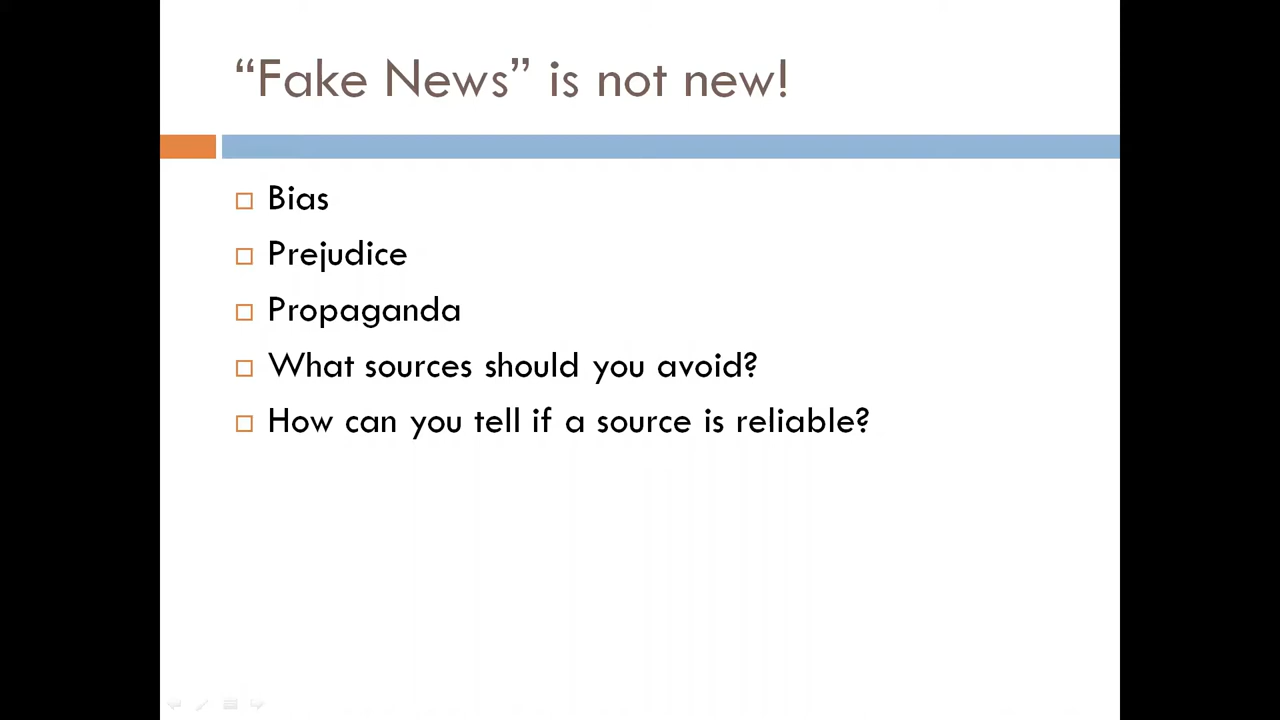 “Fake News” is not new!
Bias
Prejudice
Propaganda
What sources should you avoid?
How can you tell if a source is reliable?